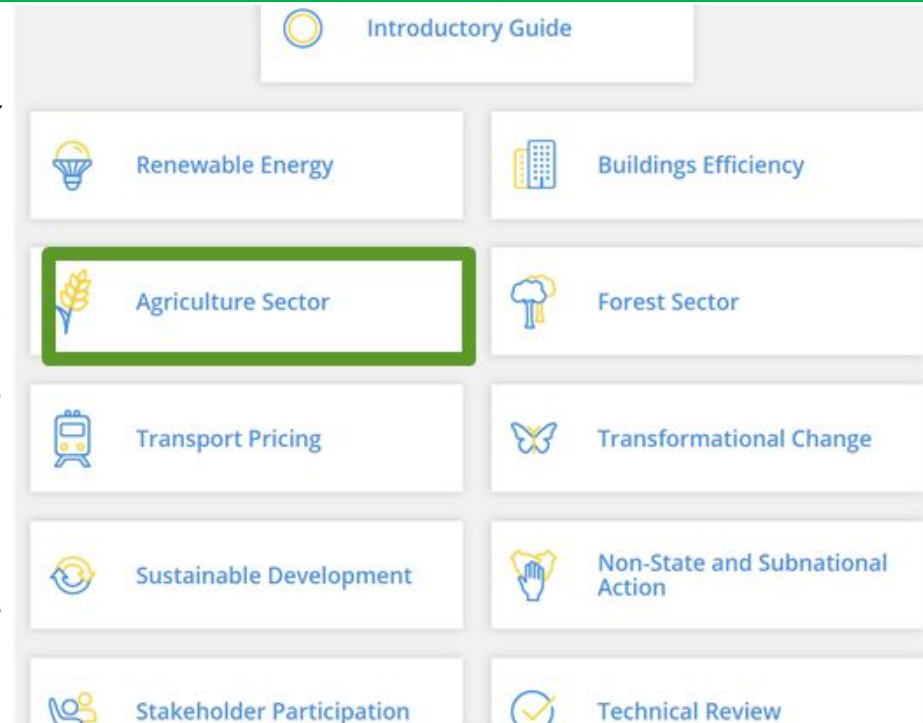 Introductory Guide
Renewable Energy
Buildings Efficiency
Agriculture Sector
Forest Sector
Transport Pricing
Transformational Change
Sustainable Development
Non-State and Subnational
Action
Stakeholder Participation
Technical Review